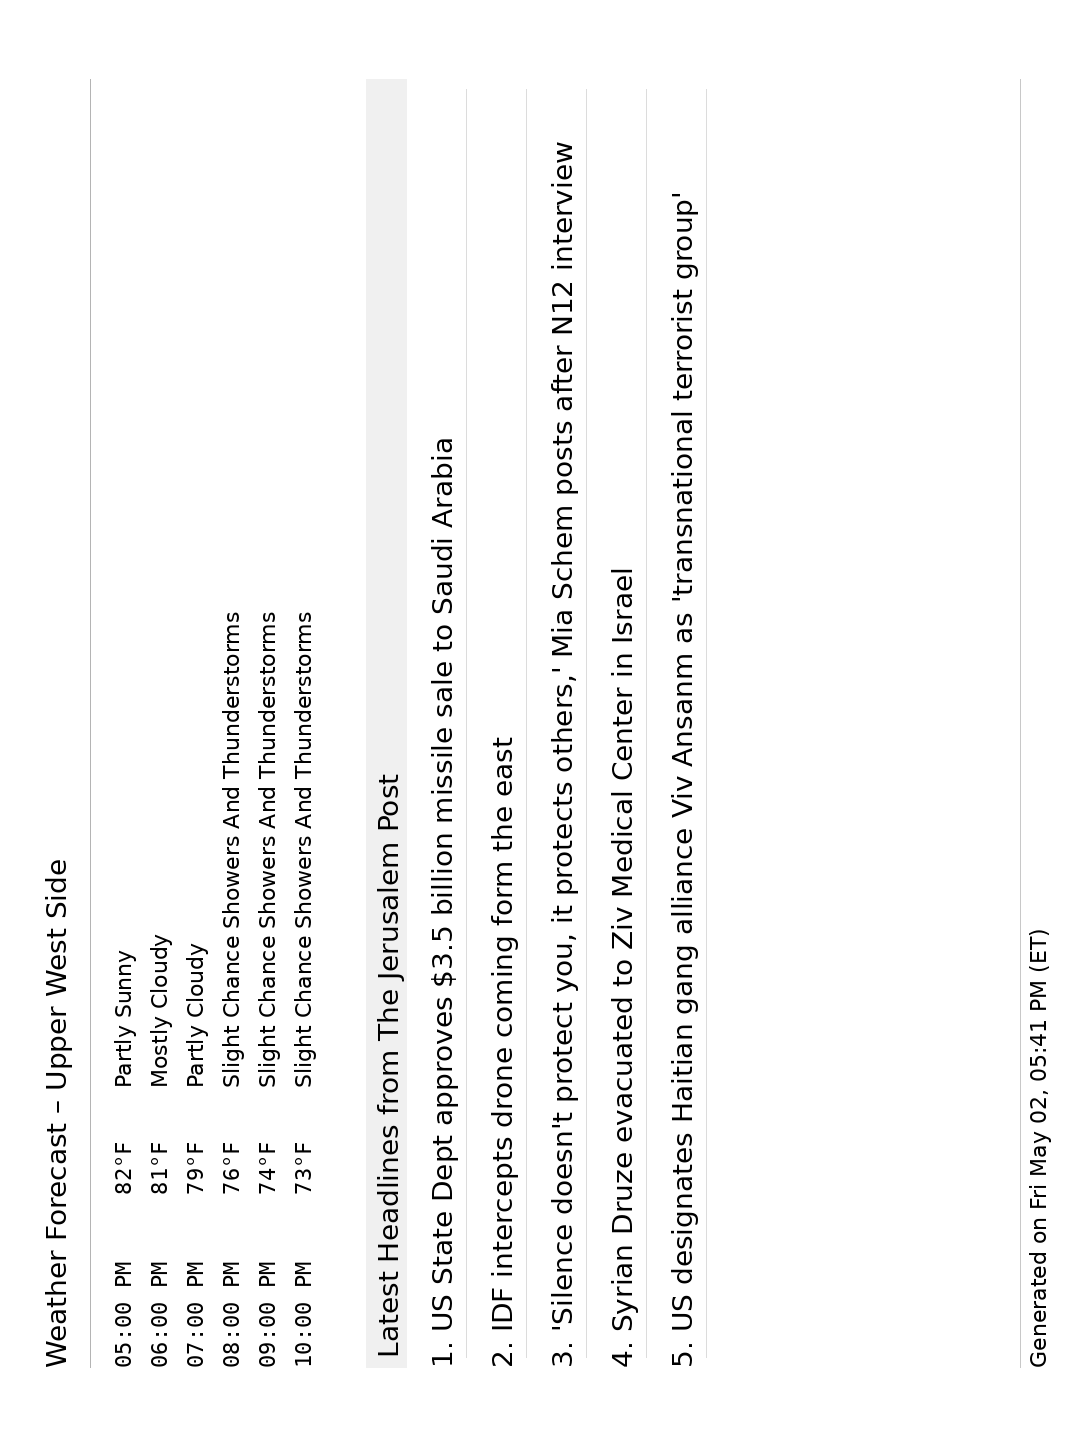 Weather Forecast – Upper West Side
05:00 PM 82°F Partly Sunny
06:00 PM 81°F Mostly Cloudy
07:00 PM 79°F Partly Cloudy
08:00 PM 76°F Slight Chance Showers And Thunderstorms
09:00 PM 74°F Slight Chance Showers And Thunderstorms
10:00 PM 73°F Slight Chance Showers And Thunderstorms
Latest Headlines from The Jerusalem Post
1. US State Dept approves $3.5 billion missile sale to Saudi Arabia
2. IDF intercepts drone coming form the east
3. 'Silence doesn't protect you, it protects others,' Mia Schem posts after N12 interview
4. Syrian Druze evacuated to Ziv Medical Center in Israel
5. US designates Haitian gang alliance Viv Ansanm as 'transnational terrorist group'
Generated on Fri May 02, 05:41 PM (ET)